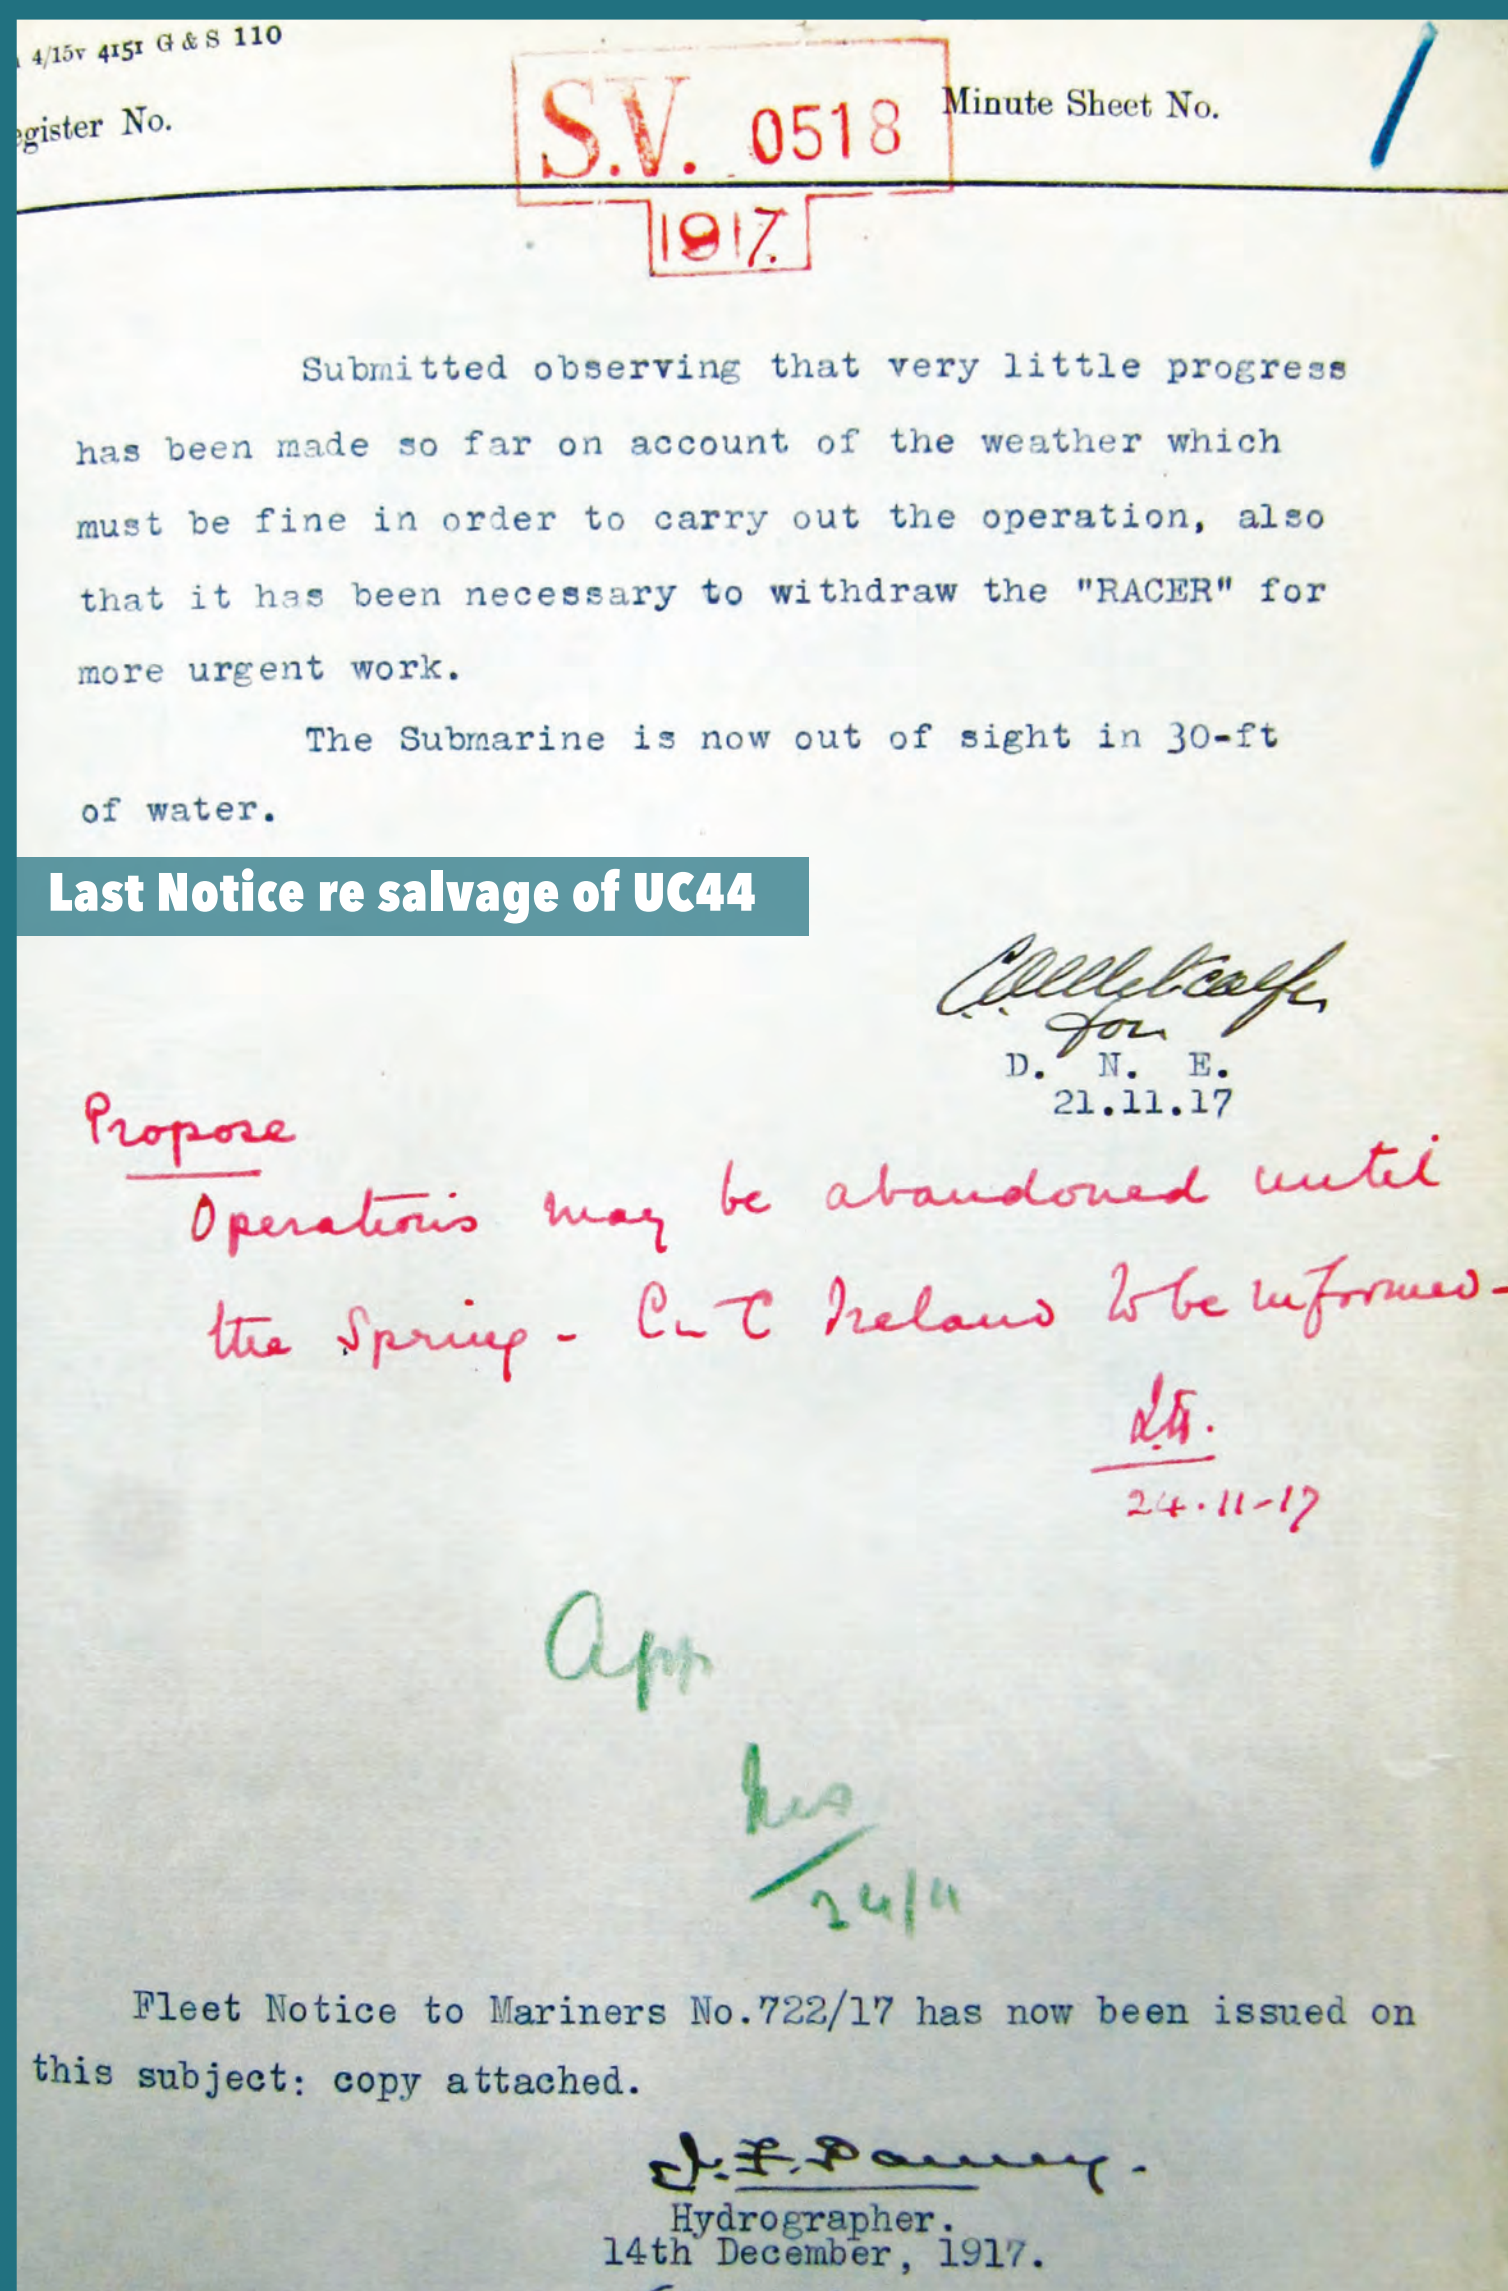 4/15v 4151 G & S 110
egister No.
S.V. 0518
Minute Sheet No.
1917.
Submitted observing that very little progress
has been made so far on account of the weather which
must be fine in order to carry out the operation, also
that it has been necessary to withdraw the "RACER" for
more urgent work.
The Submarine is now out of sight in 30-ft
of water.
Last Notice re salvage of UC44
Metcalfe
for
D. N. E.
21.11.17
Propose
Operations may be abandoned until
the Spring - C in C Ireland to be informed-
24.11-17
App
24/11
Fleet Notice to Mariners No.722/17 has now been issued on
this subject: copy attached.
J. F. Parry.
Hydrographer.
14th December, 1917.